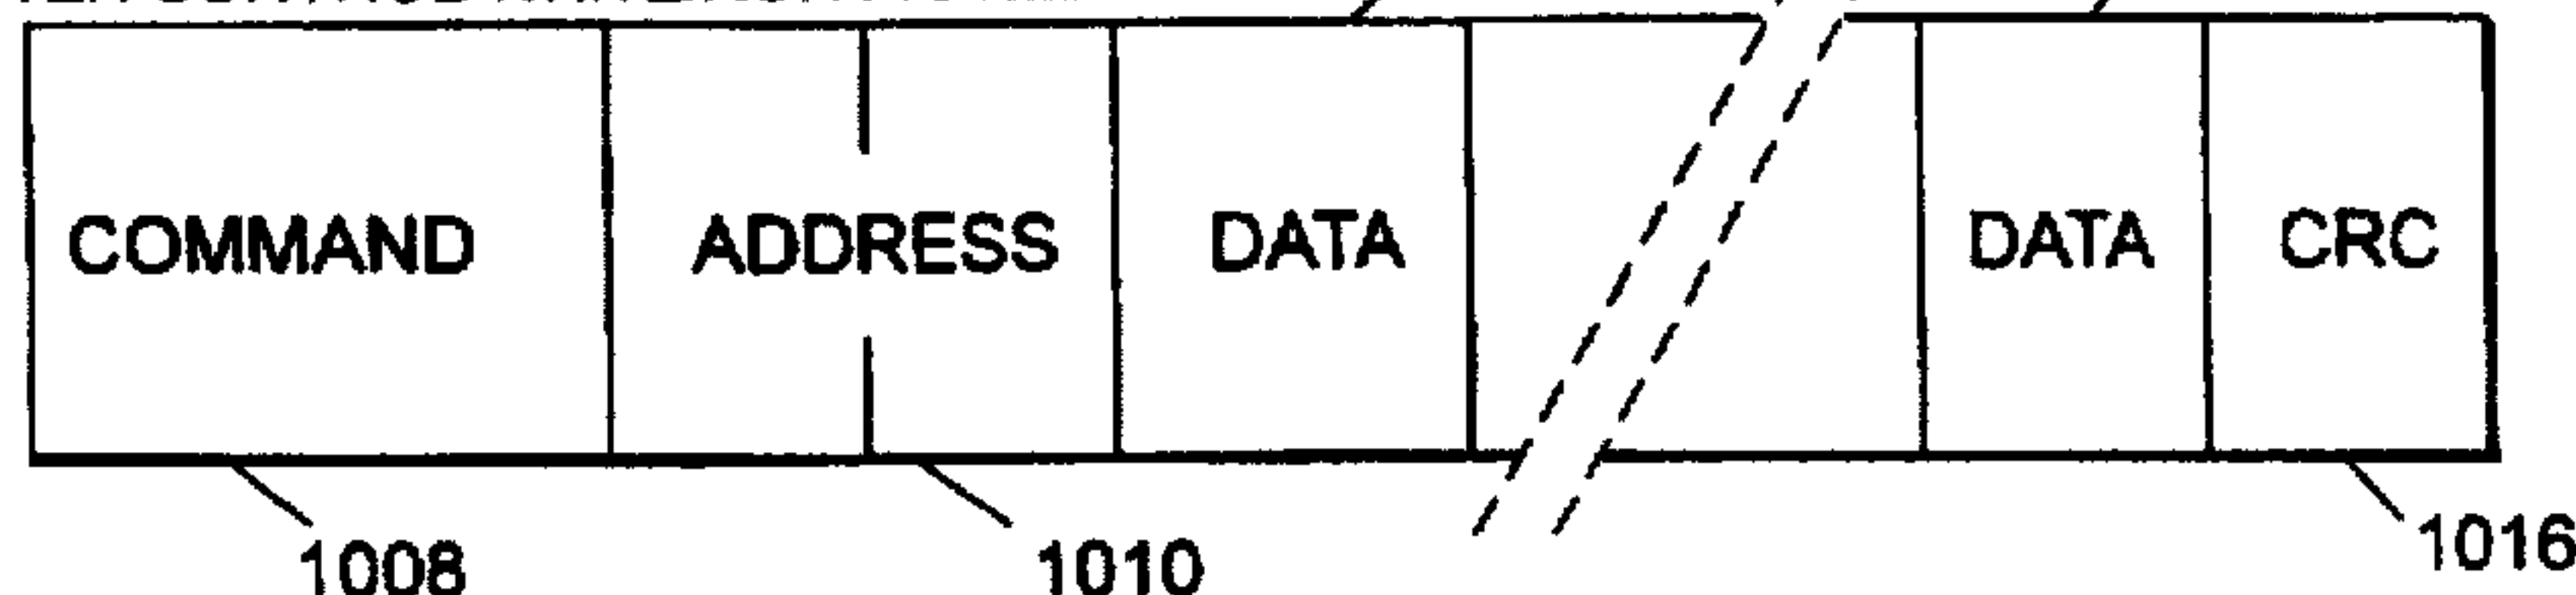 COMMAND ADDRESS DATA DATA CRC
1008 1010 1016